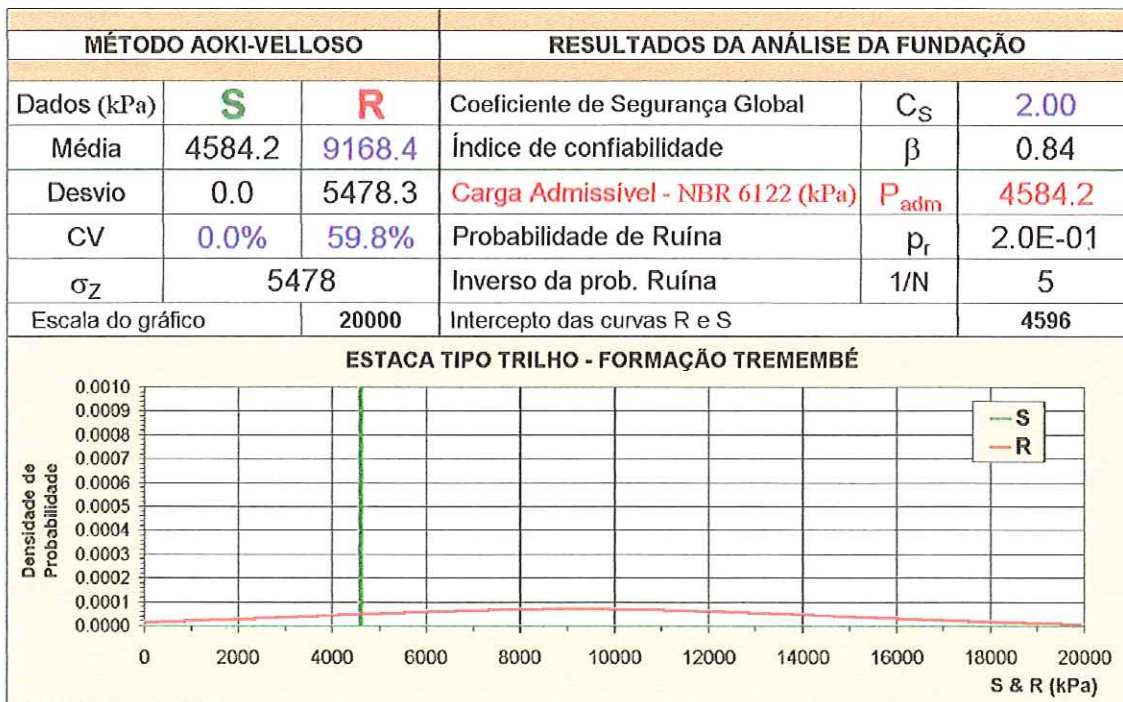 MÉTODO AOKI-VELLOSO RESULTADOS DA ANÁLISE DA FUNDAÇÃO
Dados (kPa) S R Coeficiente de Segurança Global C_S 2.00
Média 4584.2 9168.4 Índice de confiabilidade β 0.84
Desvio 0.0 5478.3 Carga Admissível - NBR 6122 (kPa) P_adm 4584.2
CV 0.0% 59.8% Probabilidade de Ruína p_r 2.0E-01
σ_Z 5478 Inverso da prob. Ruína 1/N 5
Escala do gráfico 20000 Intercepto das curvas R e S 4596
ESTACA TIPO TRILHO - FORMAÇÃO TREMEMBÉ
Densidade de
Probabilidade
0.0010
0.0009
0.0008
0.0007
0.0006
0.0005
0.0004
0.0003
0.0002
0.0001
0.0000
S
R
0 2000 4000 6000 8000 10000 12000 14000 16000 18000 20000
S & R (kPa)